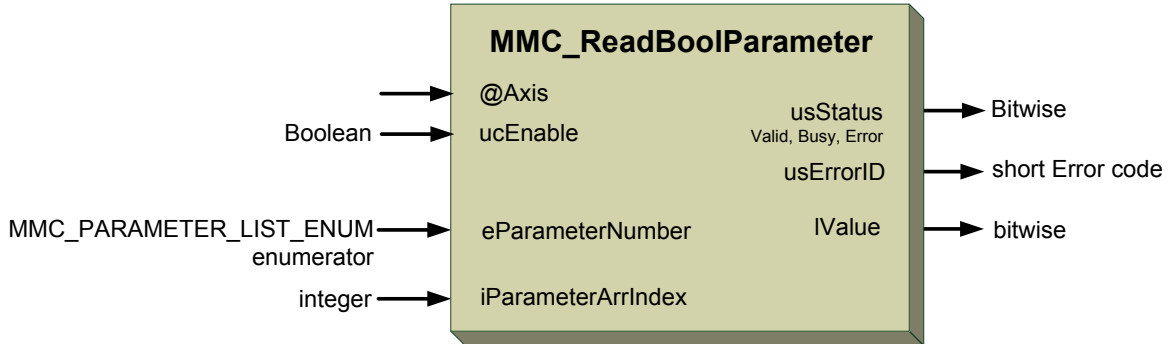 MMC_ReadBoolParameter
@Axis
Boolean
ucEnable
usStatus
Valid, Busy, Error
Bitwise
usErrorID
short Error code
MMC_PARAMETER_LIST_ENUM
enumerator
eParameterNumber
lValue
bitwise
integer
iParameterArrIndex